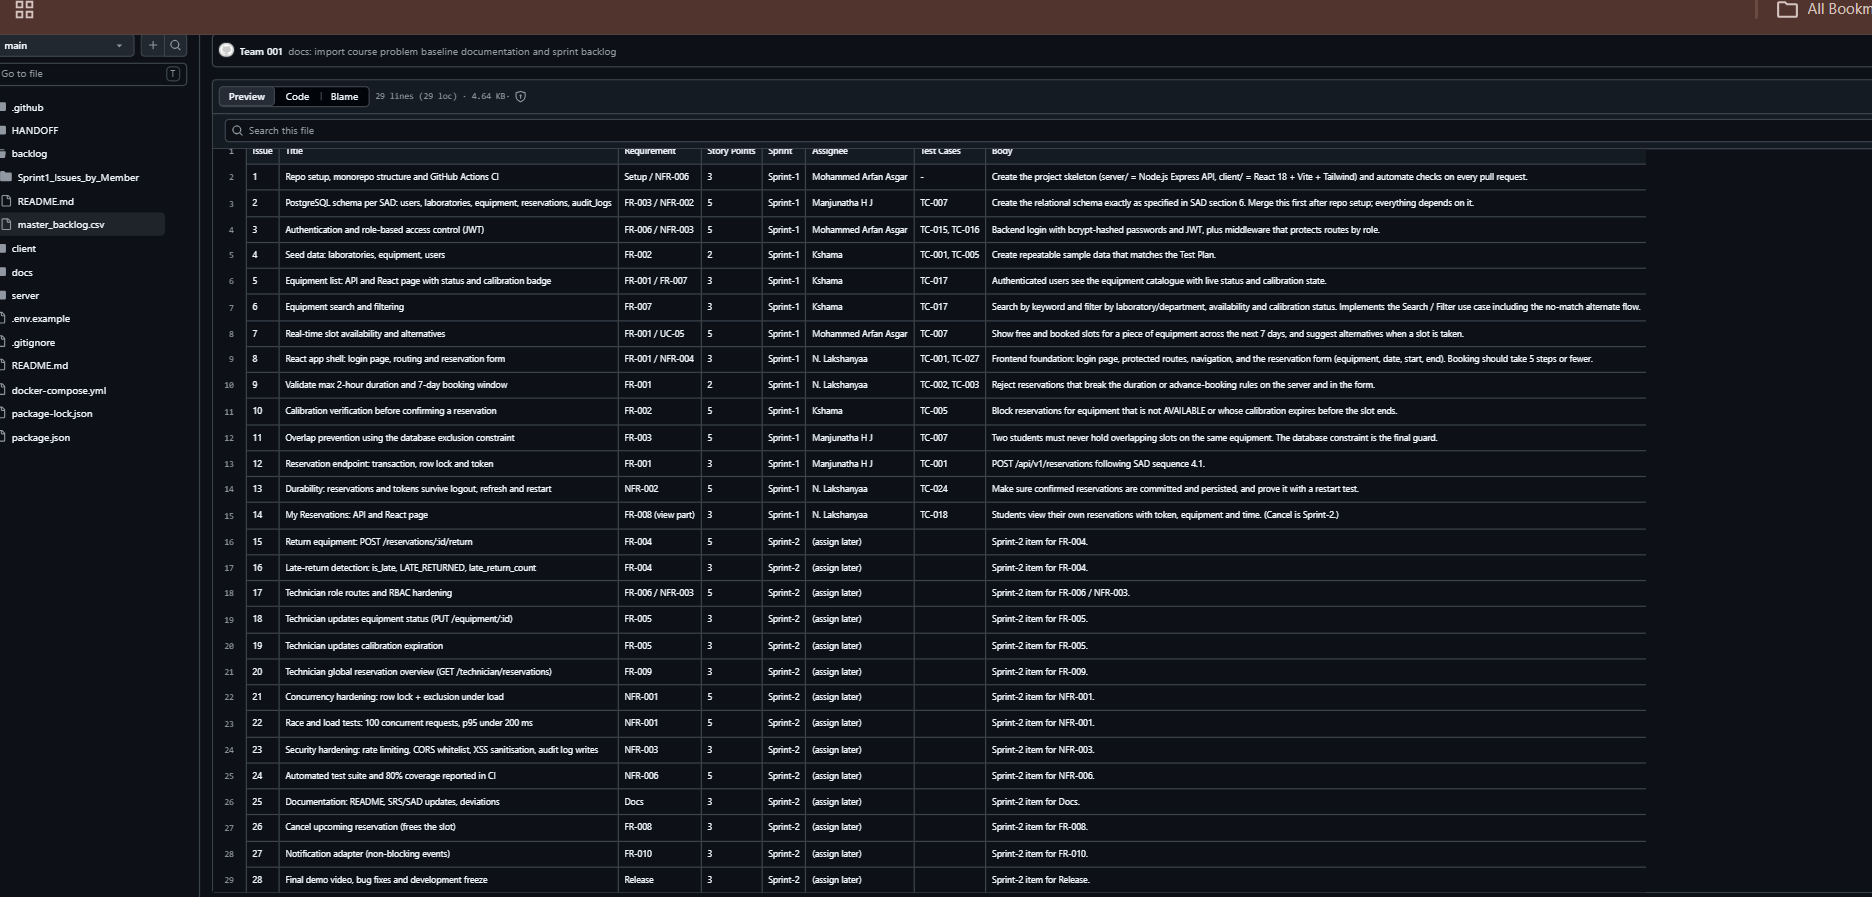 All Bookm
main
Go to file
T
.github
HANDOFF
backlog
Sprint1_Issues_by_Member
README.md
master_backlog.csv
client
docs
server
.env.example
.gitignore
README.md
docker-compose.yml
package-lock.json
package.json
Team 001 docs: import course problem baseline documentation and sprint backlog
Preview Code Blame 29 lines (29 loc) · 4.64 KB
Search this file
1 Issue Title Requirement Story Points Sprint Assignee Test Cases Body
2 1 Repo setup, monorepo structure and GitHub Actions CI Setup / NFR-006 3 Sprint-1 Mohammed Arfan Asgar - Create the project skeleton (server/ = Node.js Express API, client/ = React 18 + Vite + Tailwind) and automate checks on every pull request.
3 2 PostgreSQL schema per SAD: users, laboratories, equipment, reservations, audit_logs FR-003 / NFR-002 5 Sprint-1 Manjunatha H J TC-007 Create the relational schema exactly as specified in SAD section 6. Merge this first after repo setup; everything depends on it.
4 3 Authentication and role-based access control (JWT) FR-006 / NFR-003 5 Sprint-1 Mohammed Arfan Asgar TC-015, TC-016 Backend login with bcrypt-hashed passwords and JWT, plus middleware that protects routes by role.
5 4 Seed data: laboratories, equipment, users FR-002 2 Sprint-1 Kshama TC-001, TC-005 Create repeatable sample data that matches the Test Plan.
6 5 Equipment list: API and React page with status and calibration badge FR-001 / FR-007 3 Sprint-1 Kshama TC-017 Authenticated users see the equipment catalogue with live status and calibration state.
7 6 Equipment search and filtering FR-007 3 Sprint-1 Kshama TC-017 Search by keyword and filter by laboratory/department, availability and calibration status. Implements the Search / Filter use case including the no-match alternate flow.
8 7 Real-time slot availability and alternatives FR-001 / UC-05 5 Sprint-1 Mohammed Arfan Asgar TC-007 Show free and booked slots for a piece of equipment across the next 7 days, and suggest alternatives when a slot is taken.
9 8 React app shell: login page, routing and reservation form FR-001 / NFR-004 3 Sprint-1 N. Lakshanyaa TC-001, TC-027 Frontend foundation: login page, protected routes, navigation, and the reservation form (equipment, date, start, end). Booking should take 5 steps or fewer.
10 9 Validate max 2-hour duration and 7-day booking window FR-001 2 Sprint-1 N. Lakshanyaa TC-002, TC-003 Reject reservations that break the duration or advance-booking rules on the server and in the form.
11 10 Calibration verification before confirming a reservation FR-002 5 Sprint-1 Kshama TC-005 Block reservations for equipment that is not AVAILABLE or whose calibration expires before the slot ends.
12 11 Overlap prevention using the database exclusion constraint FR-003 5 Sprint-1 Manjunatha H J TC-007 Two students must never hold overlapping slots on the same equipment. The database constraint is the final guard.
13 12 Reservation endpoint: transaction, row lock and token FR-001 3 Sprint-1 Manjunatha H J TC-001 POST /api/v1/reservations following SAD sequence 4.1.
14 13 Durability: reservations and tokens survive logout, refresh and restart NFR-002 5 Sprint-1 N. Lakshanyaa TC-024 Make sure confirmed reservations are committed and persisted, and prove it with a restart test.
15 14 My Reservations: API and React page FR-008 (view part) 3 Sprint-1 N. Lakshanyaa TC-018 Students view their own reservations with token, equipment and time. (Cancel is Sprint-2.)
16 15 Return equipment: POST /reservations/:id/return FR-004 5 Sprint-2 (assign later) Sprint-2 item for FR-004.
17 16 Late-return detection: is_late, LATE_RETURNED, late_return_count FR-004 3 Sprint-2 (assign later) Sprint-2 item for FR-004.
18 17 Technician role routes and RBAC hardening FR-006 / NFR-003 5 Sprint-2 (assign later) Sprint-2 item for FR-006 / NFR-003.
19 18 Technician updates equipment status (PUT /equipment/:id) FR-005 3 Sprint-2 (assign later) Sprint-2 item for FR-005.
20 19 Technician updates calibration expiration FR-005 3 Sprint-2 (assign later) Sprint-2 item for FR-005.
21 20 Technician global reservation overview (GET /technician/reservations) FR-009 3 Sprint-2 (assign later) Sprint-2 item for FR-009.
22 21 Concurrency hardening: row lock + exclusion under load NFR-001 5 Sprint-2 (assign later) Sprint-2 item for NFR-001.
23 22 Race and load tests: 100 concurrent requests, p95 under 200 ms NFR-001 5 Sprint-2 (assign later) Sprint-2 item for NFR-001.
24 23 Security hardening: rate limiting, CORS whitelist, XSS sanitisation, audit log writes NFR-003 3 Sprint-2 (assign later) Sprint-2 item for NFR-003.
25 24 Automated test suite and 80% coverage reported in CI NFR-006 5 Sprint-2 (assign later) Sprint-2 item for NFR-006.
26 25 Documentation: README, SRS/SAD updates, deviations Docs 3 Sprint-2 (assign later) Sprint-2 item for Docs.
27 26 Cancel upcoming reservation (frees the slot) FR-008 3 Sprint-2 (assign later) Sprint-2 item for FR-008.
28 27 Notification adapter (non-blocking events) FR-010 3 Sprint-2 (assign later) Sprint-2 item for FR-010.
29 28 Final demo video, bug fixes and development freeze Release 3 Sprint-2 (assign later) Sprint-2 item for Release.